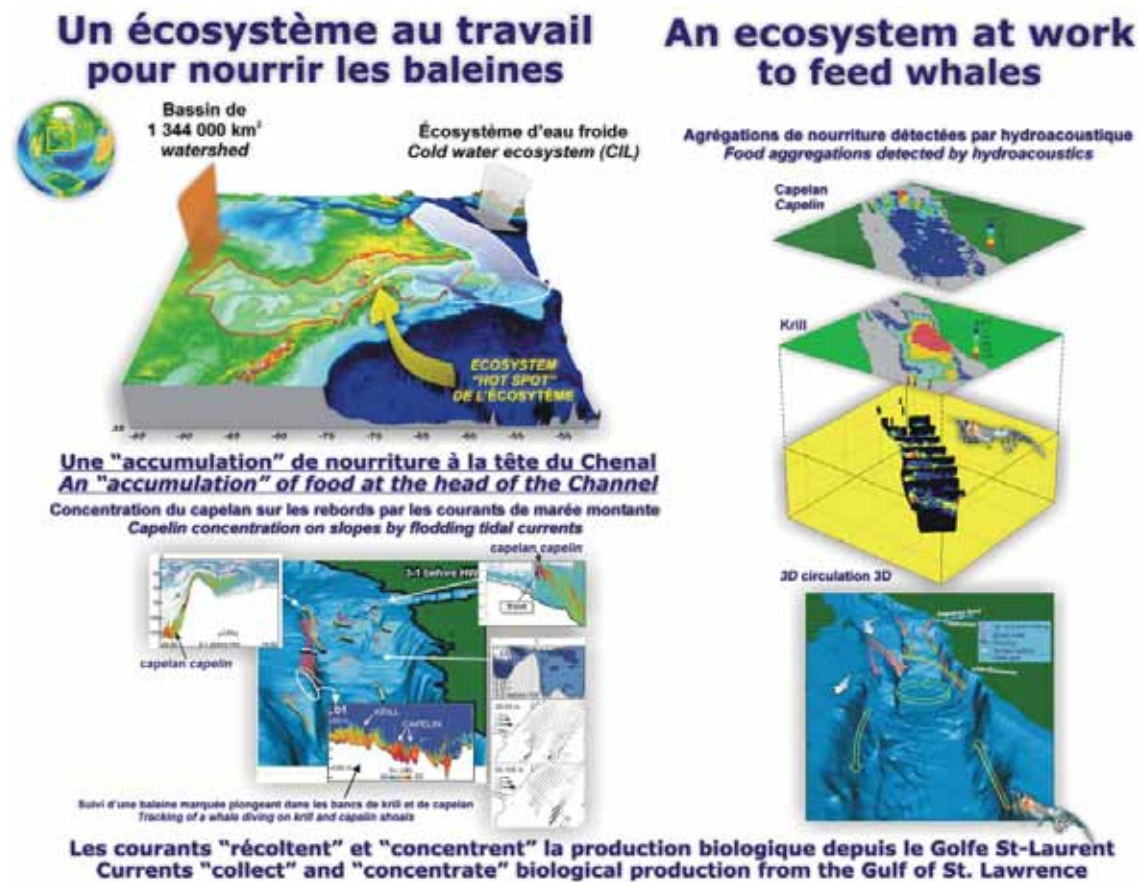 Un écosystème au travail
pour nourrir les baleines
An ecosystem at work
to feed whales
Bassin de
1 344 000 km²
watershed
Écosystème d'eau froide
Cold water ecosystem (CIL)
ECOSYSTEM
"HOT SPOT"
DE L'ÉCOSYTÈME
Une "accumulation" de nourriture à la tête du Chenal
An "accumulation" of food at the head of the Channel
Concentration du capelan sur les rebords par les courants de marée montante
Capelin concentration on slopes by flodding tidal currents
capelan capelin
3-1 before HW
capelan capelin
KRILL
CAPELIN
Suivi d'une baleine marquée plongeant dans les bancs de krill et de capelan
Tracking of a whale diving on krill and capelin shoals
Agrégations de nourriture détectées par hydroacoustique
Food aggregations detected by hydroacoustics
Capelan
Capelin
Krill
3D circulation 3D
Les courants "récoltent" et "concentrent" la production biologique depuis le Golfe St-Laurent
Currents "collect" and "concentrate" biological production from the Gulf of St. Lawrence